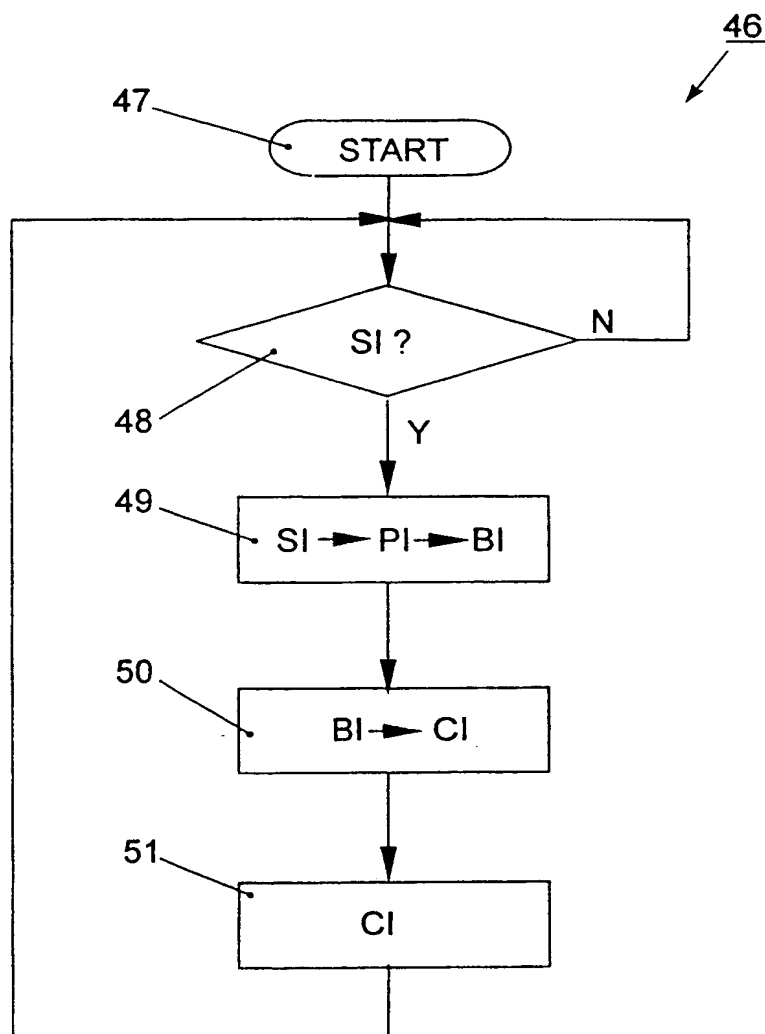 46
47
START
SI ?
N
48
Y
49
SI → PI → BI
50
BI → CI
51
CI